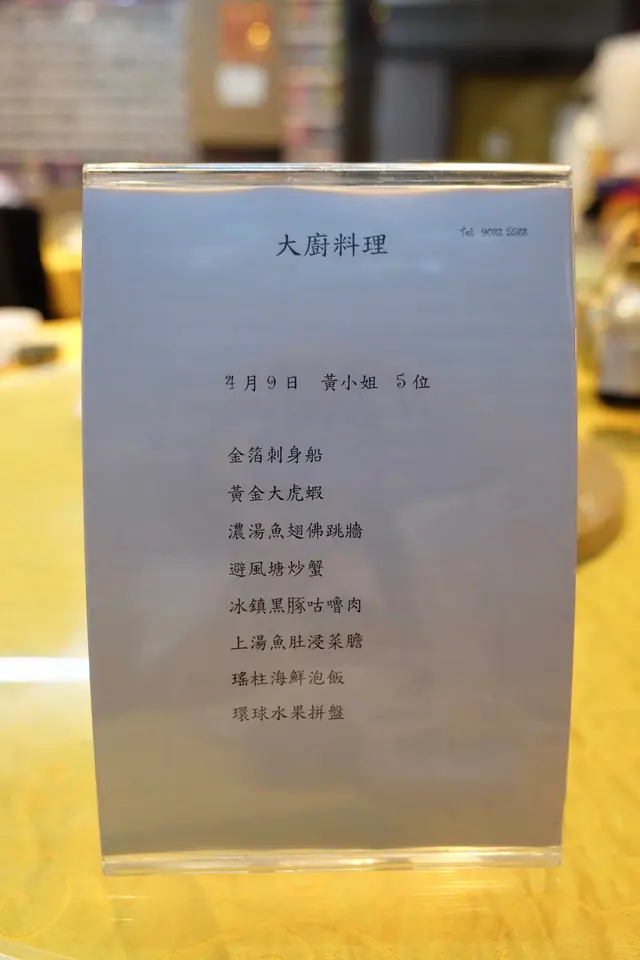 大廚料理
Tel 9082 5588
4月9日 黃小姐 5位
金箔刺身船
黃金大虎蝦
濃湯魚翅佛跳牆
避風塘炒蟹
冰鎮黑豚咕嚕肉
上湯魚肚浸菜膽
瑤柱海鮮泡飯
環球水果拼盤